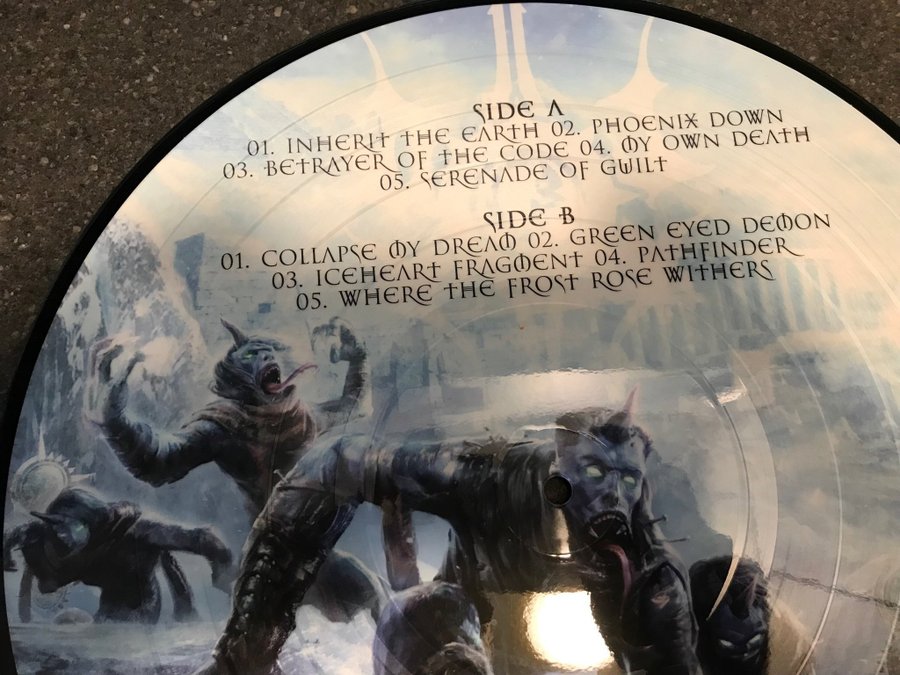 SIDE A
01. INHERIT THE EARTH 02. PHOENIX DOWN
03. BETRAYER OF THE CODE 04. MY OWN DEATH
05. SERENADE OF GUILT
SIDE B
01. COLLAPSE MY DREAM 02. GREEN EYED DEMON
03. ICEHEART FRAGMENT 04. PATHFINDER
05. WHERE THE FROST ROSE WITHERS